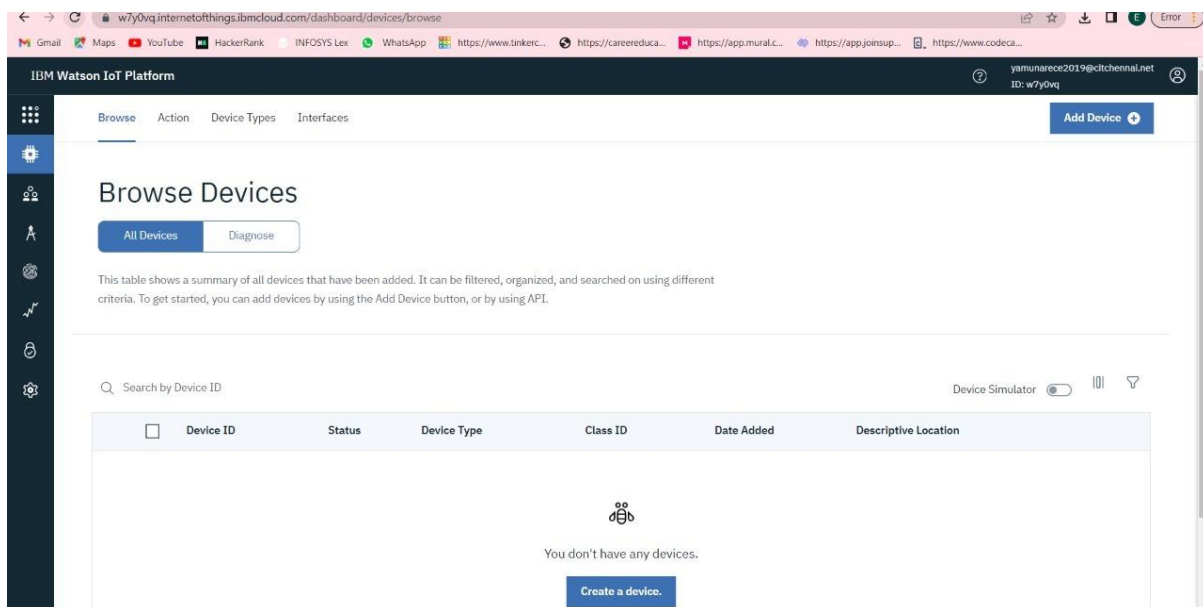 w7y0vq.internetofthings.ibmcloud.com/dashboard/devices/browse
E Error
Gmail Maps YouTube HackerRank INFOSYS Lex WhatsApp https://www.tinkerc... https://careereduca... https://app.mural.c... https://app.joinsup... https://www.codeca...
IBM Watson IoT Platform
yamunarece2019@citchennai.net
ID: w7y0vq
Browse Action Device Types Interfaces Add Device
Browse Devices
All Devices Diagnose
This table shows a summary of all devices that have been added. It can be filtered, organized, and searched on using different
criteria. To get started, you can add devices by using the Add Device button, or by using API.
Search by Device ID Device Simulator
Device ID Status Device Type Class ID Date Added Descriptive Location
You don't have any devices.
Create a device.